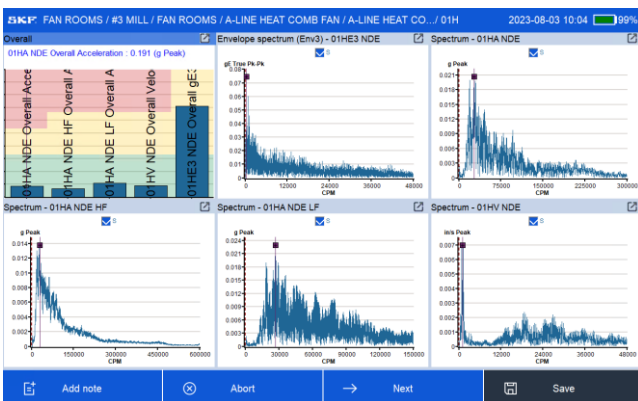 SKF FAN ROOMS / #3 MILL / FAN ROOMS / A-LINE HEAT COMB FAN / A-LINE HEAT CO.../ 01H 2023-08-03 10:04 99%
Overall
01HA NDE Overall Acceleration : 0.191 (g Peak)
01HA NDE Overall Acce
01HA NDE HF Overall A
01HA NDE LF Overall A
01HV NDE Overall Velo
01HE3 NDE Overall gE
Envelope spectrum (Env3) - 01HE3 NDE
S
gE True Pk-Pk
0.08
0.07
0.05
0.04
0.02
0.01
0 12000 24000 36000 48000
CPM
Spectrum - 01HA NDE
S
g Peak
0.021
0.018
0.015
0.012
0.009
0.006
0.003
0
0 75000 150000 225000 300000
CPM
Spectrum - 01HA NDE HF
S
g Peak
0.014
0.012
0.01
0.008
0.006
0.004
0.002
0
0 150000 300000 450000 600000
CPM
Spectrum - 01HA NDE LF
S
g Peak
0.024
0.021
0.015
0.012
0.009
0.006
0.003
0
0 30000 60000 90000 120000 150000
CPM
Spectrum - 01HV NDE
S
in/s Peak
0.007
0.005
0.004
0.002
0.001
0
0 12000 24000 36000 48000
CPM
Add note
Abort
Next
Save